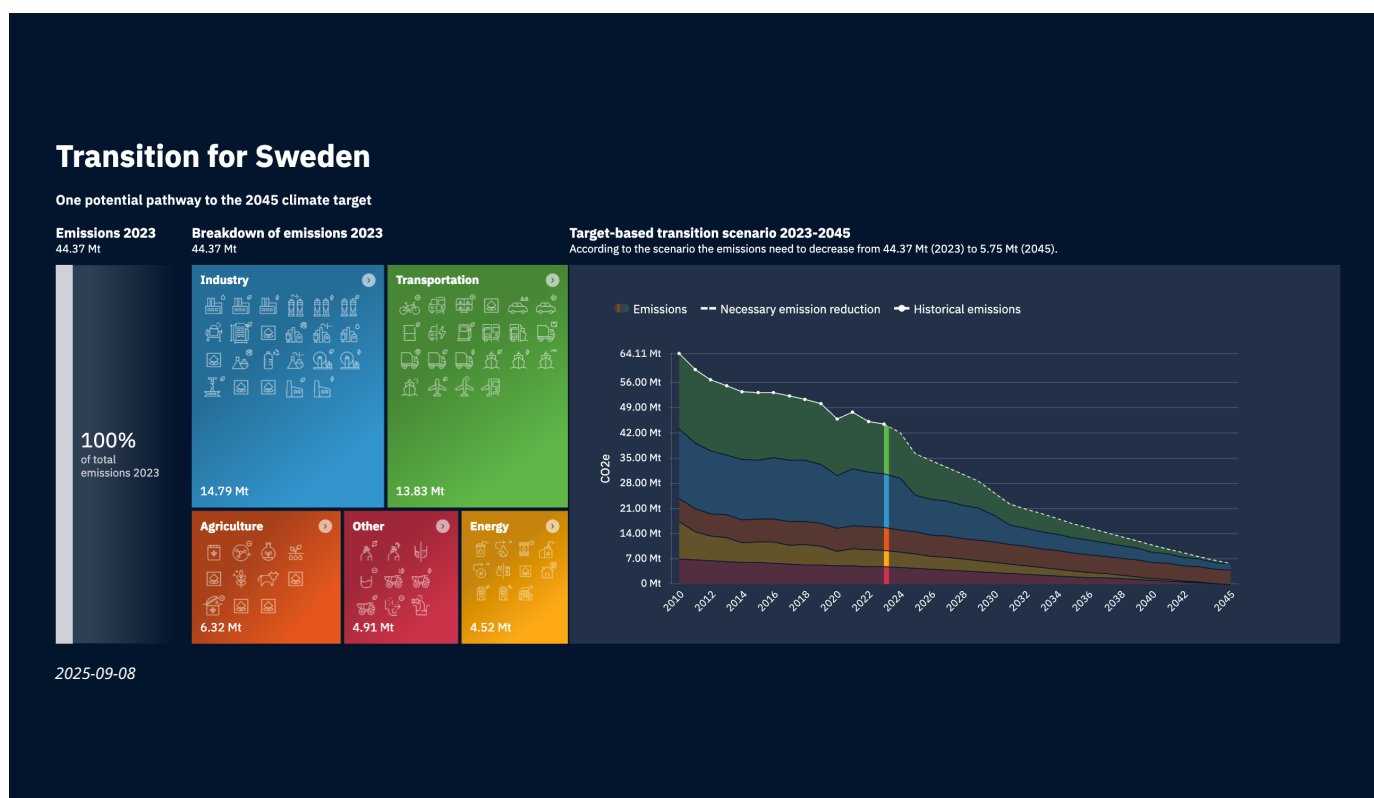 Transition for Sweden
One potential pathway to the 2045 climate target
Emissions 2023
44.37 Mt
Breakdown of emissions 2023
44.37 Mt
Target-based transition scenario 2023-2045
According to the scenario the emissions need to decrease from 44.37 Mt (2023) to 5.75 Mt (2045).
100%
of total
emissions 2023
Industry
14.79 Mt
Transportation
13.83 Mt
Agriculture
6.32 Mt
Other
4.91 Mt
Energy
4.52 Mt
Emissions
Necessary emission reduction
Historical emissions
CO2e
64.11 Mt
56.00 Mt
49.00 Mt
42.00 Mt
35.00 Mt
28.00 Mt
21.00 Mt
14.00 Mt
7.00 Mt
0 Mt
2010
2012
2014
2016
2018
2020
2022
2024
2026
2028
2030
2032
2034
2036
2038
2040
2042
2045
2025-09-08